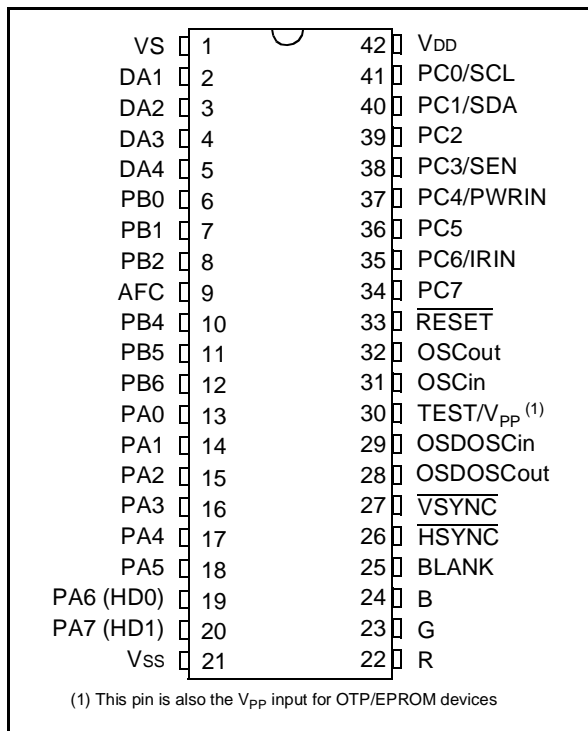 VS 1 42 VDD
DA1 2 41 PC0/SCL
DA2 3 40 PC1/SDA
DA3 4 39 PC2
DA4 5 38 PC3/SEN
PB0 6 37 PC4/PWRIN
PB1 7 36 PC5
PB2 8 35 PC6/IRIN
AFC 9 34 PC7
PB4 10 33 RESET
PB5 11 32 OSCout
PB6 12 31 OSCin
PA0 13 30 TEST/VPP (1)
PA1 14 29 OSDOSCin
PA2 15 28 OSDOSCout
PA3 16 27 VSYNC
PA4 17 26 HSYNC
PA5 18 25 BLANK
PA6 (HD0) 19 24 B
PA7 (HD1) 20 23 G
VSS 21 22 R
(1) This pin is also the VPP input for OTP/EPROM devices